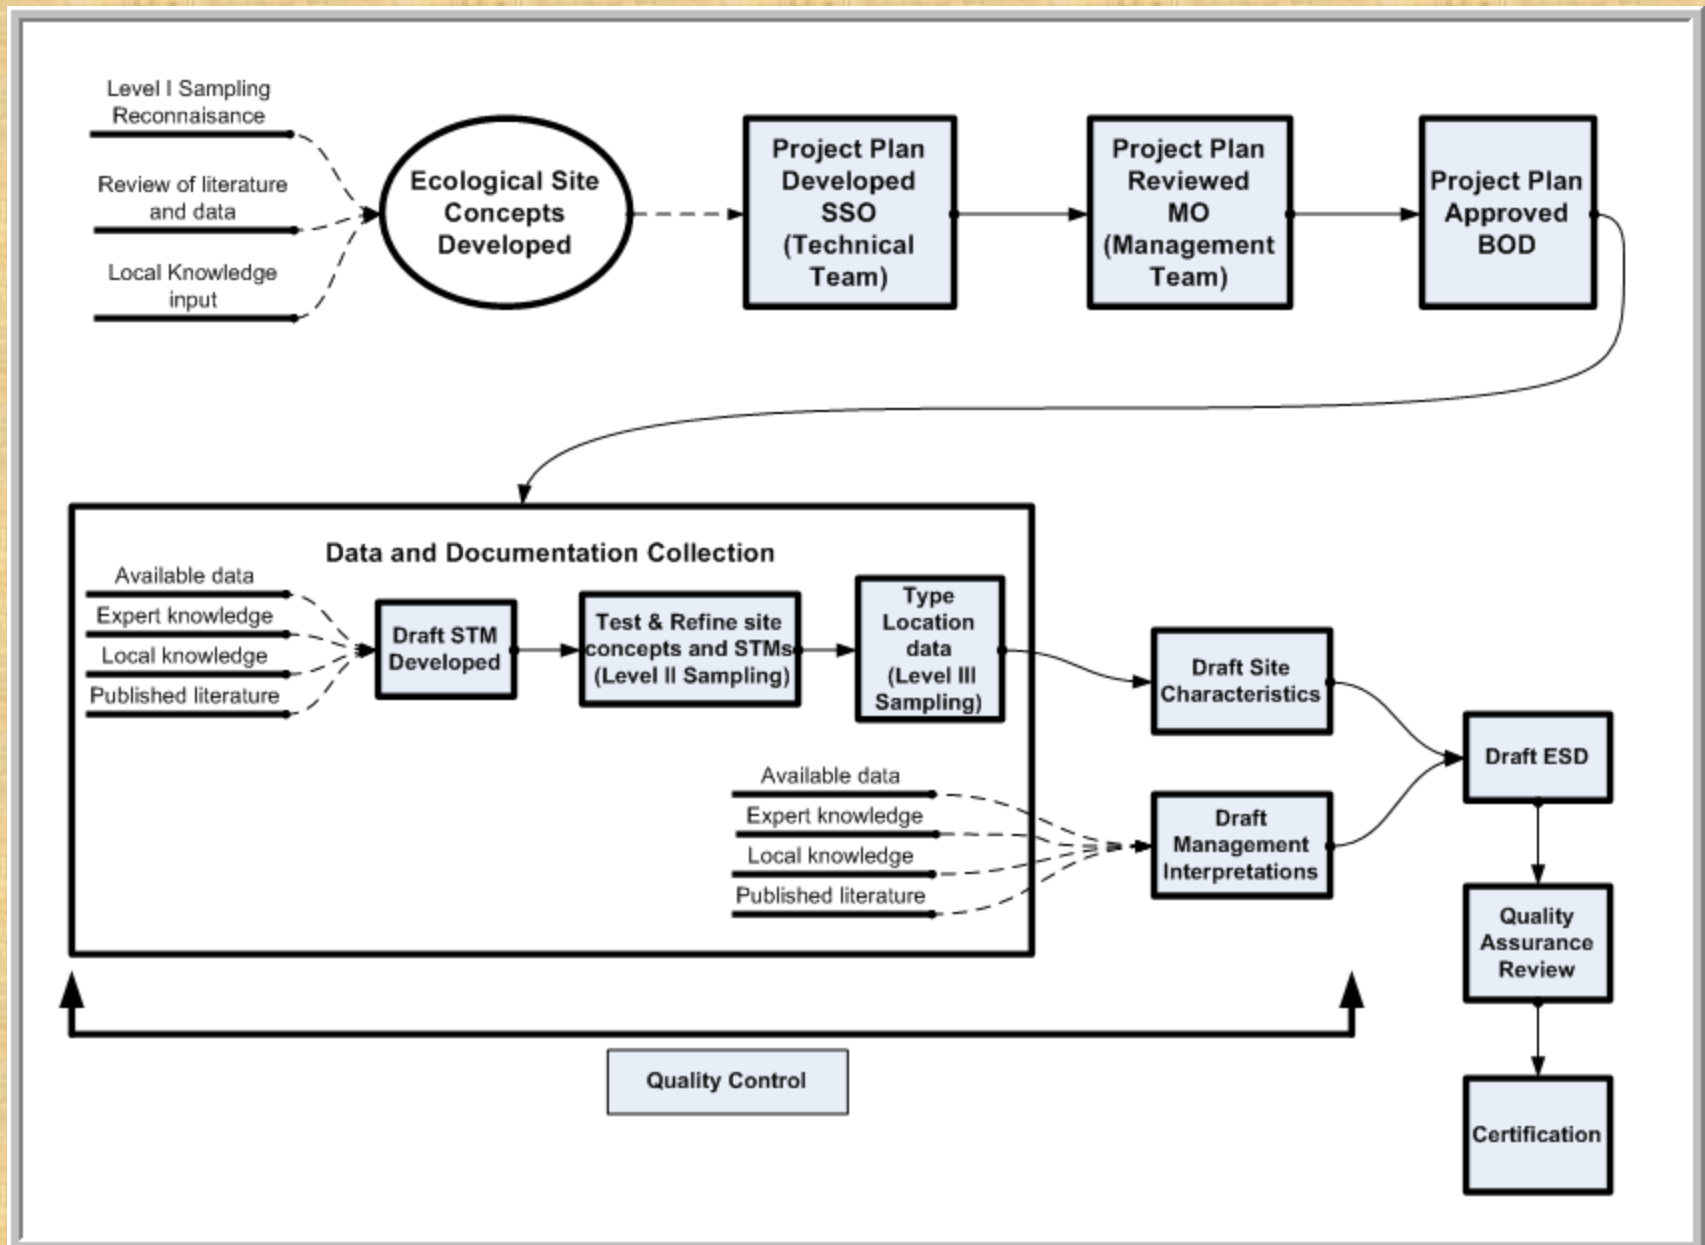 Level I Sampling
Reconnaisance
Review of literature
and data
Local Knowledge
input
Ecological Site
Concepts
Developed
Project Plan
Developed
SSO
(Technical
Team)
Project Plan
Reviewed
MO
(Management
Team)
Project Plan
Approved
BOD
Data and Documentation Collection
Available data
Expert knowledge
Local knowledge
Published literature
Draft STM
Developed
Test & Refine site
concepts and STMs
(Level II Sampling)
Type
Location
data
(Level III
Sampling)
Draft Site
Characteristics
Available data
Expert knowledge
Local knowledge
Published literature
Draft
Management
Interpretations
Draft ESD
Quality
Assurance
Review
Certification
Quality Control